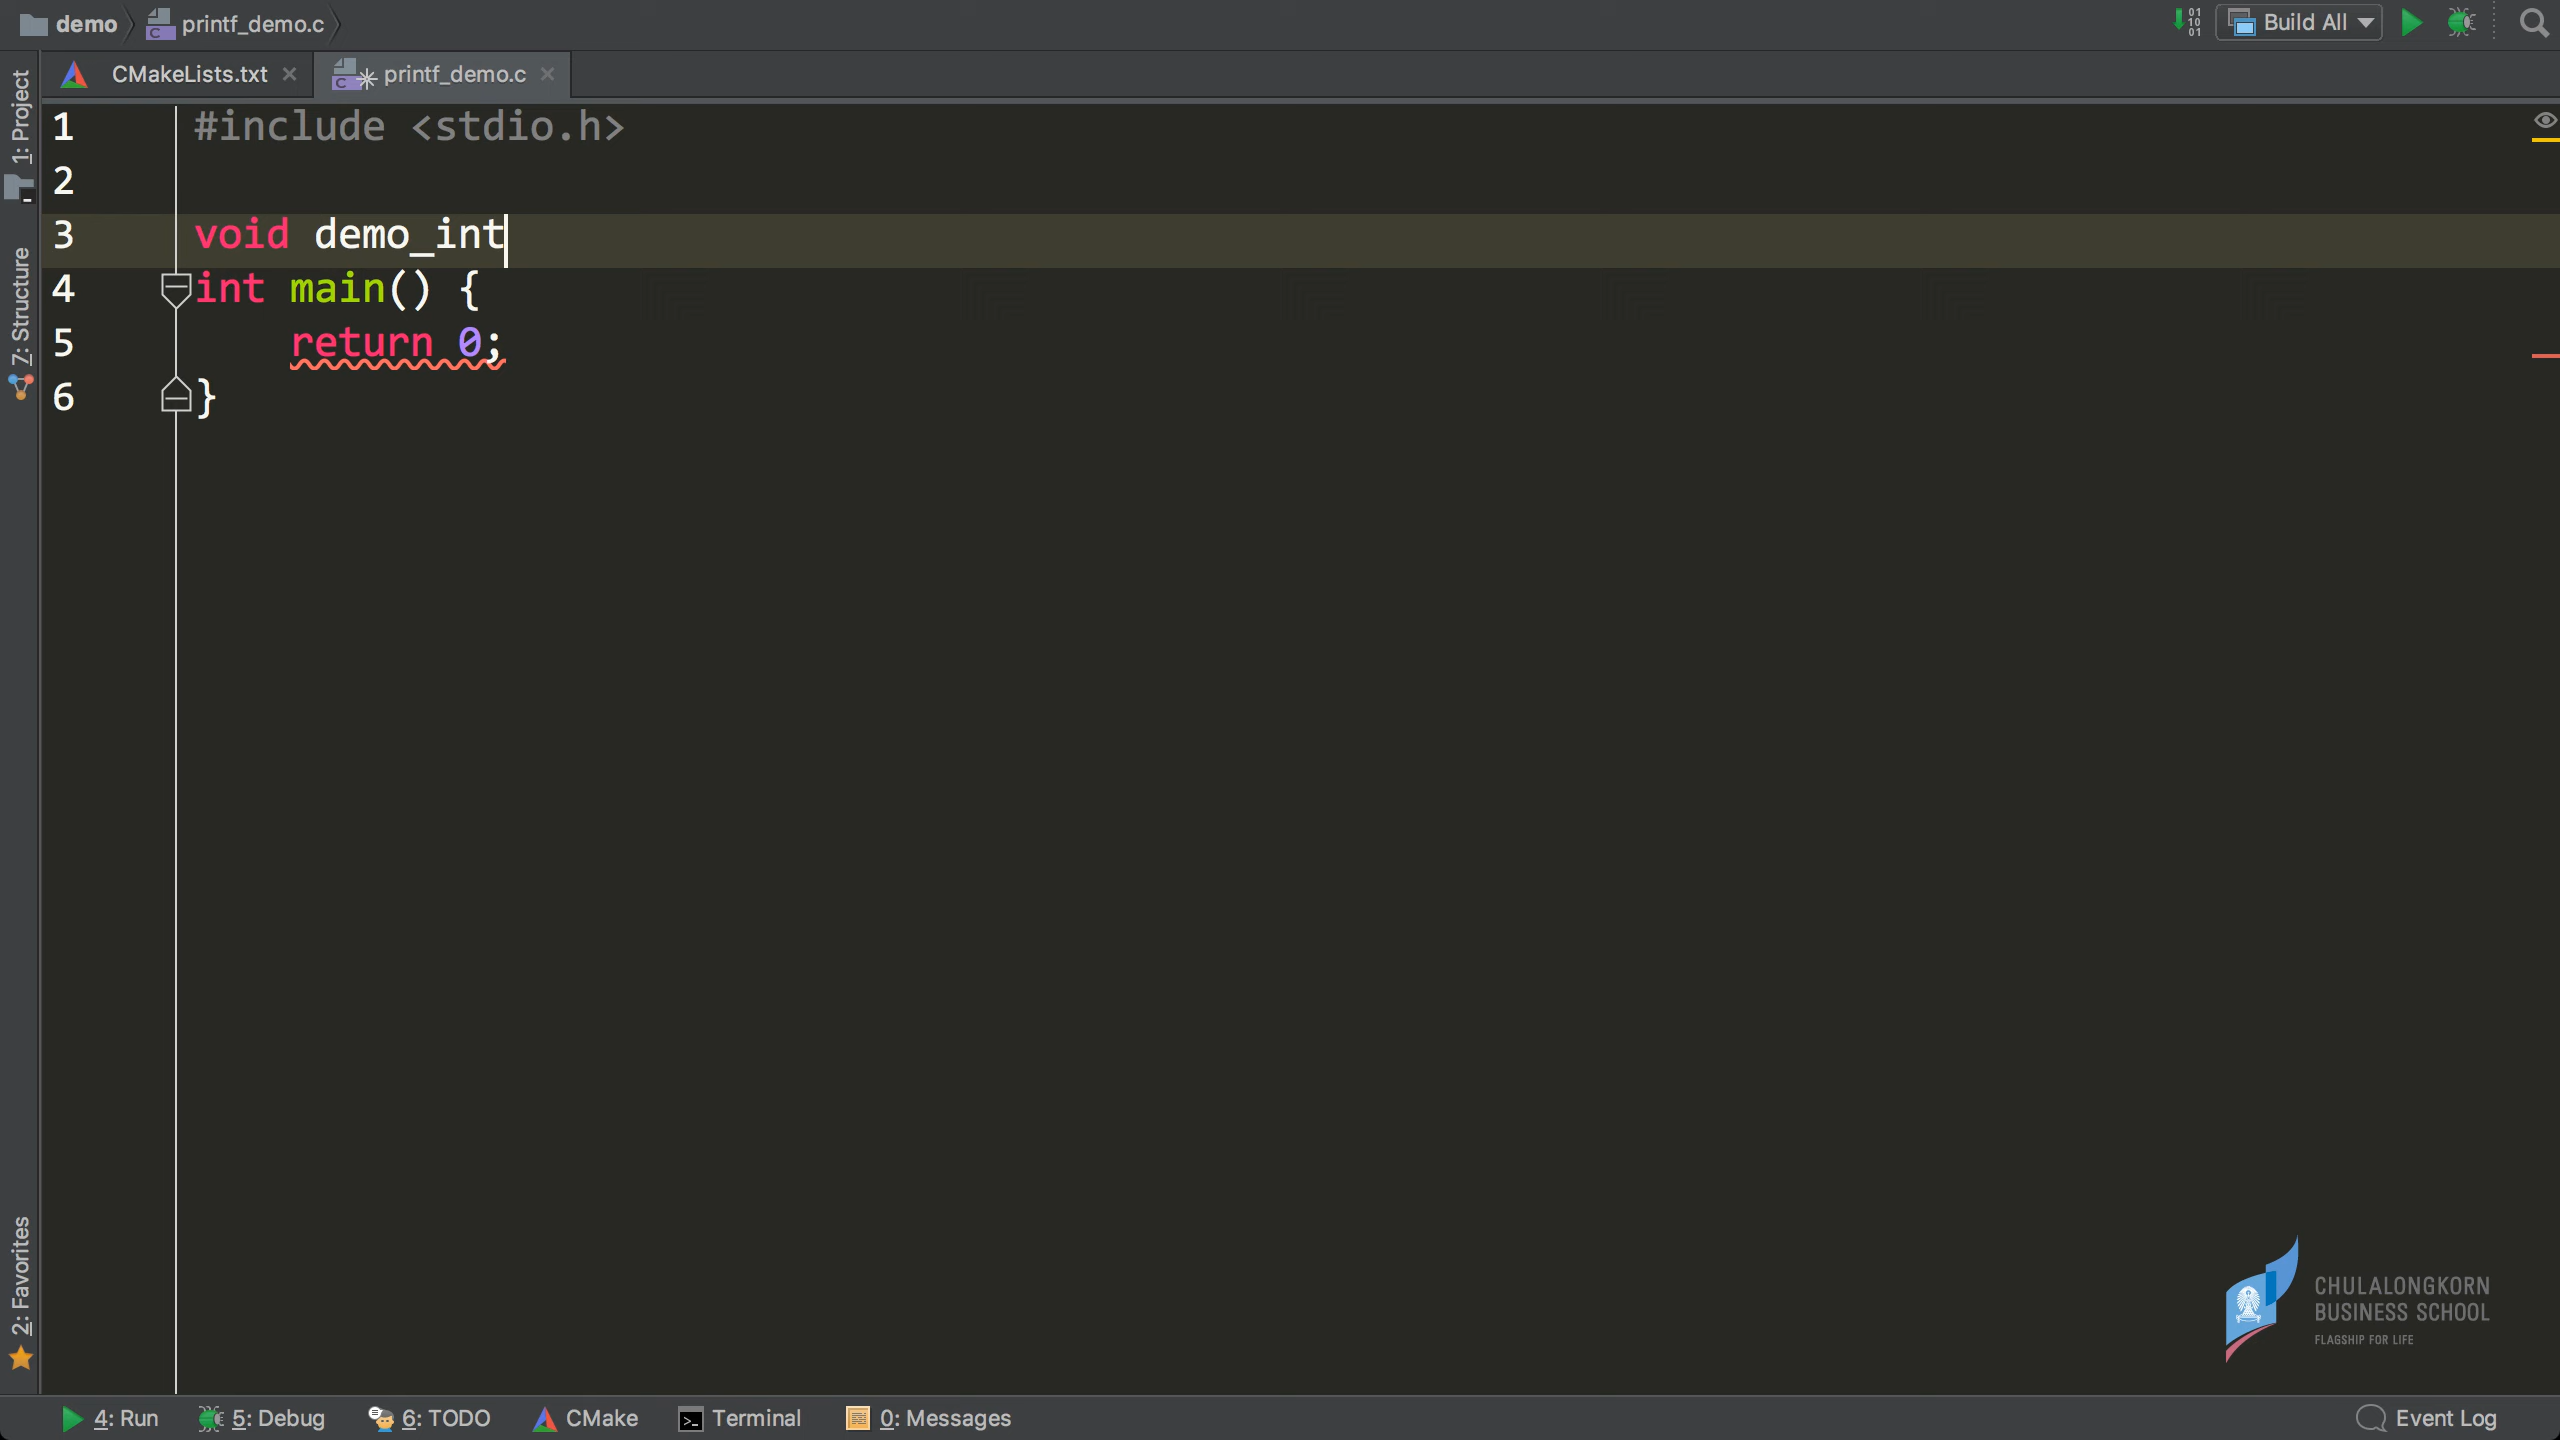 demo printf_demo.c
Build All
CMakeLists.txt printf_demo.c
1: Project
7: Structure
2: Favorites
1 #include <stdio.h>
2
3 void demo_int
4 int main() {
5 return 0;
6 }
CHULALONGKORN
BUSINESS SCHOOL
FLAGSHIP FOR LIFE
4: Run 5: Debug 6: TODO CMake Terminal 0: Messages Event Log